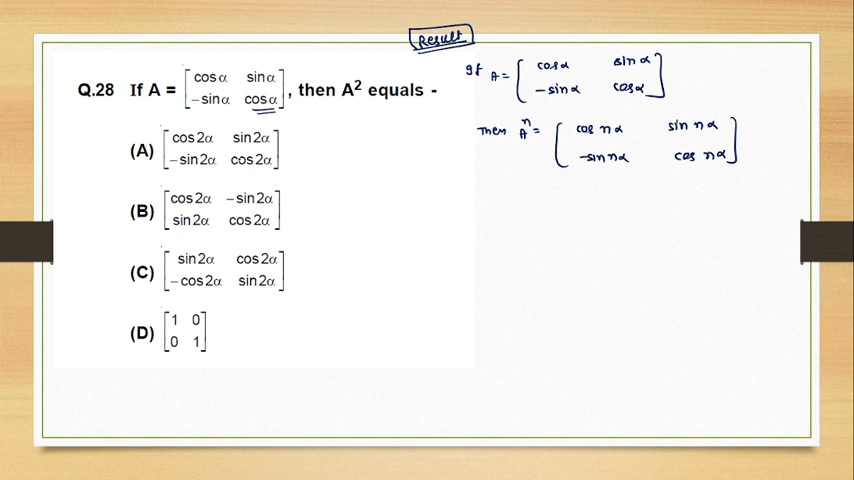 Result
Q.28 If A = [cosα sinα
−sinα cosα], then A² equals -
(A) [cos2α sin2α
−sin2α cos2α]
(B) [cos2α −sin2α
sin2α cos2α]
(C) [sin2α cos2α
−cos2α sin2α]
(D) [1 0
0 1]
If A = [cosα sinα
−sinα cosα]
Then Aⁿ = [cos nα sin nα
−sin nα cos nα]